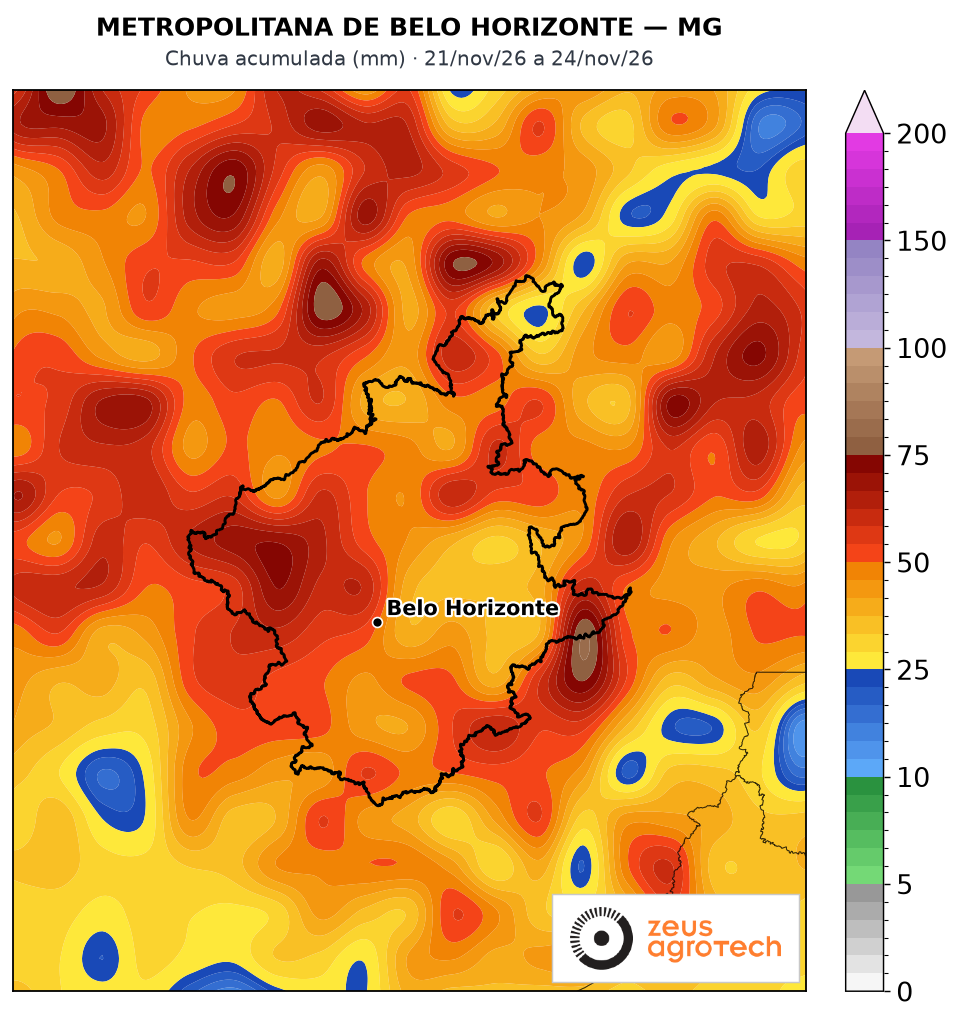 METROPOLITANA DE BELO HORIZONTE — MG
Chuva acumulada (mm) · 21/nov/26 a 24/nov/26
200
150
100
75
50
25
10
5
0
Belo Horizonte
zeus
agrotech